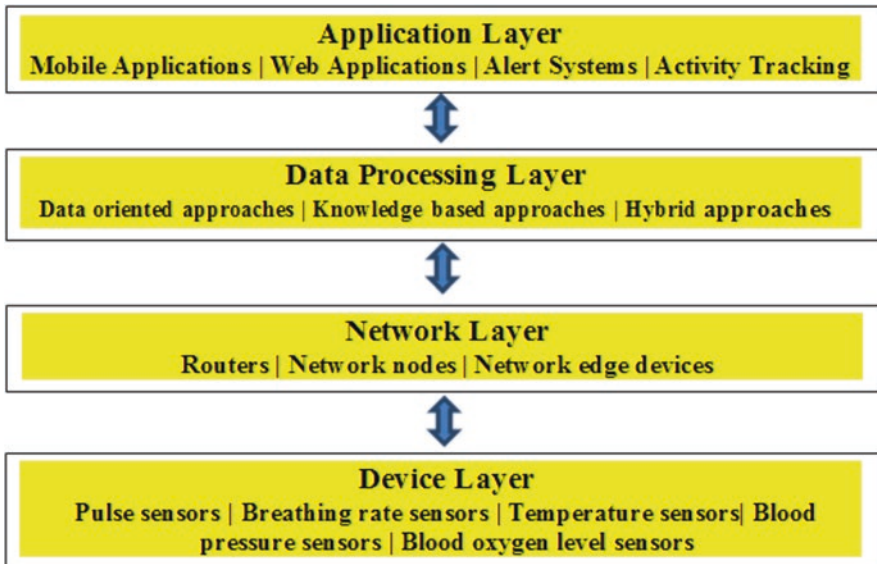 Application Layer
Mobile Applications | Web Applications | Alert Systems | Activity Tracking
Data Processing Layer
Data oriented approaches | Knowledge based approaches | Hybrid approaches
Network Layer
Routers | Network nodes | Network edge devices
Device Layer
Pulse sensors | Breathing rate sensors | Temperature sensors| Blood
pressure sensors | Blood oxygen level sensors